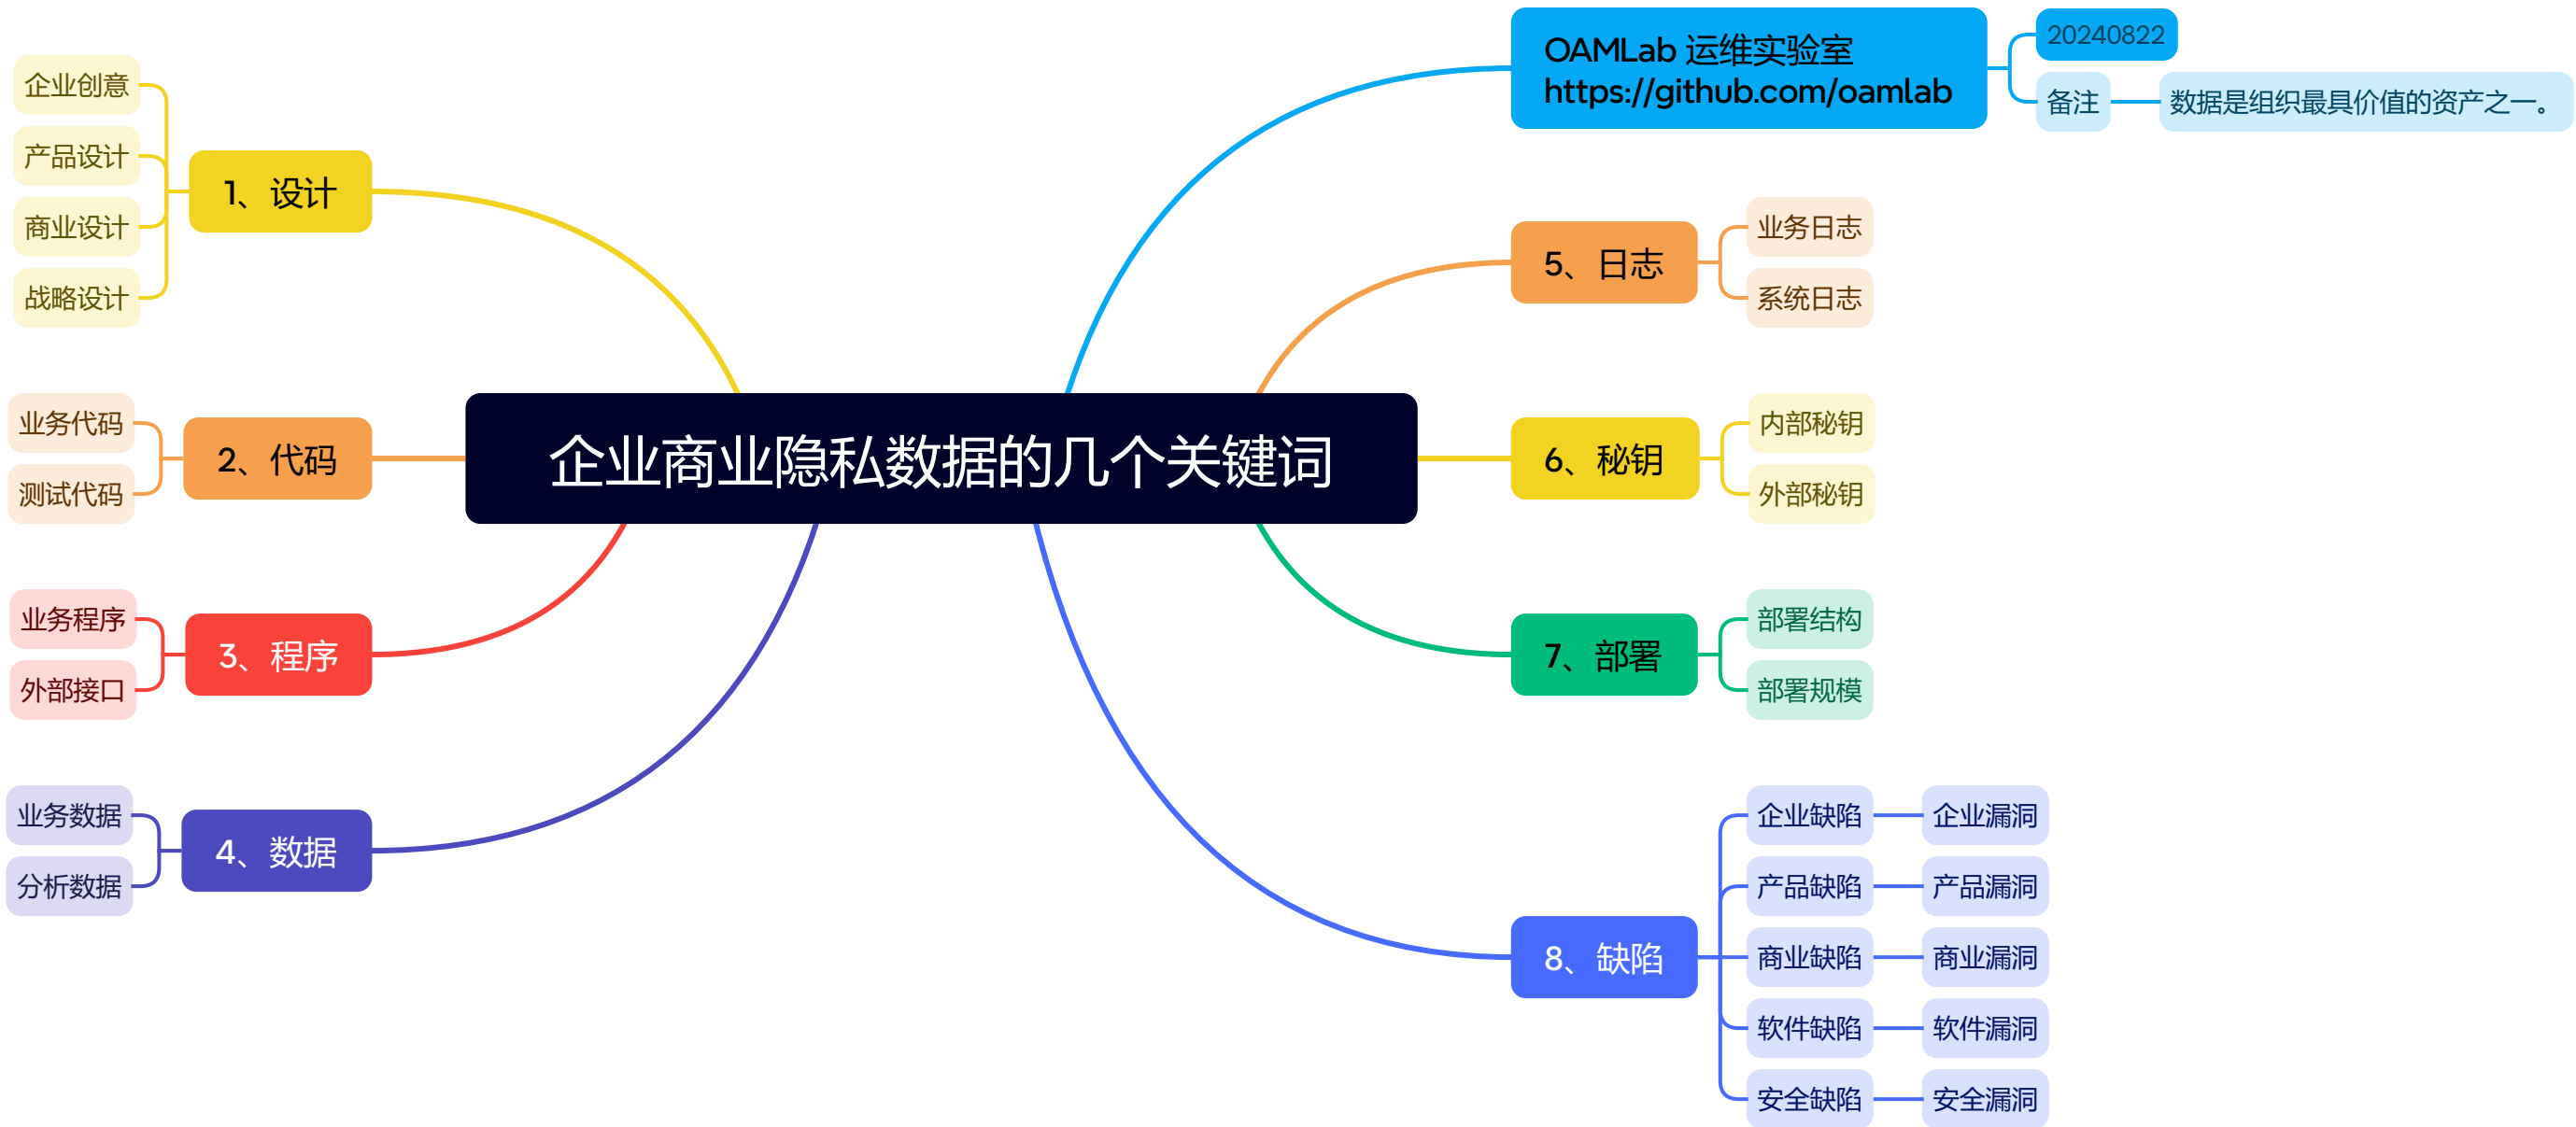 企业商业隐私数据的几个关键词
OAMLab 运维实验室
https://github.com/oamlab
20240822
备注
数据是组织最具价值的资产之一。
1、设计
企业创意
产品设计
商业设计
战略设计
2、代码
业务代码
测试代码
3、程序
业务程序
外部接口
4、数据
业务数据
分析数据
5、日志
业务日志
系统日志
6、秘钥
内部秘钥
外部秘钥
7、部署
部署结构
部署规模
8、缺陷
企业缺陷
企业漏洞
产品缺陷
产品漏洞
商业缺陷
商业漏洞
软件缺陷
软件漏洞
安全缺陷
安全漏洞